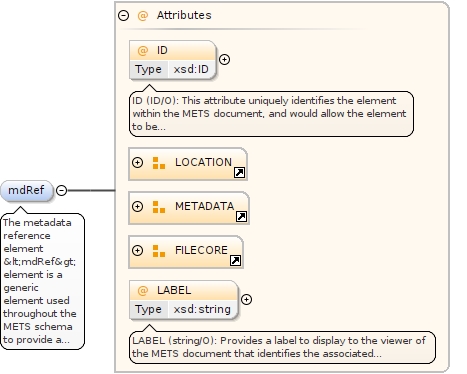 Attributes
ID
Type xsd:ID
ID (ID/O): This attribute uniquely identifies the element
within the METS document, and would allow the element
to be...
LOCATION
METADATA
FILECORE
LABEL
Type xsd:string
LABEL (string/O): Provides a label to display to the viewer of
the METS document that identifies the associated...
mdRef
The metadata
reference
element
&lt;mdRef&gt;
element is a
generic
element used
throughout the
METS schema
to provide a...